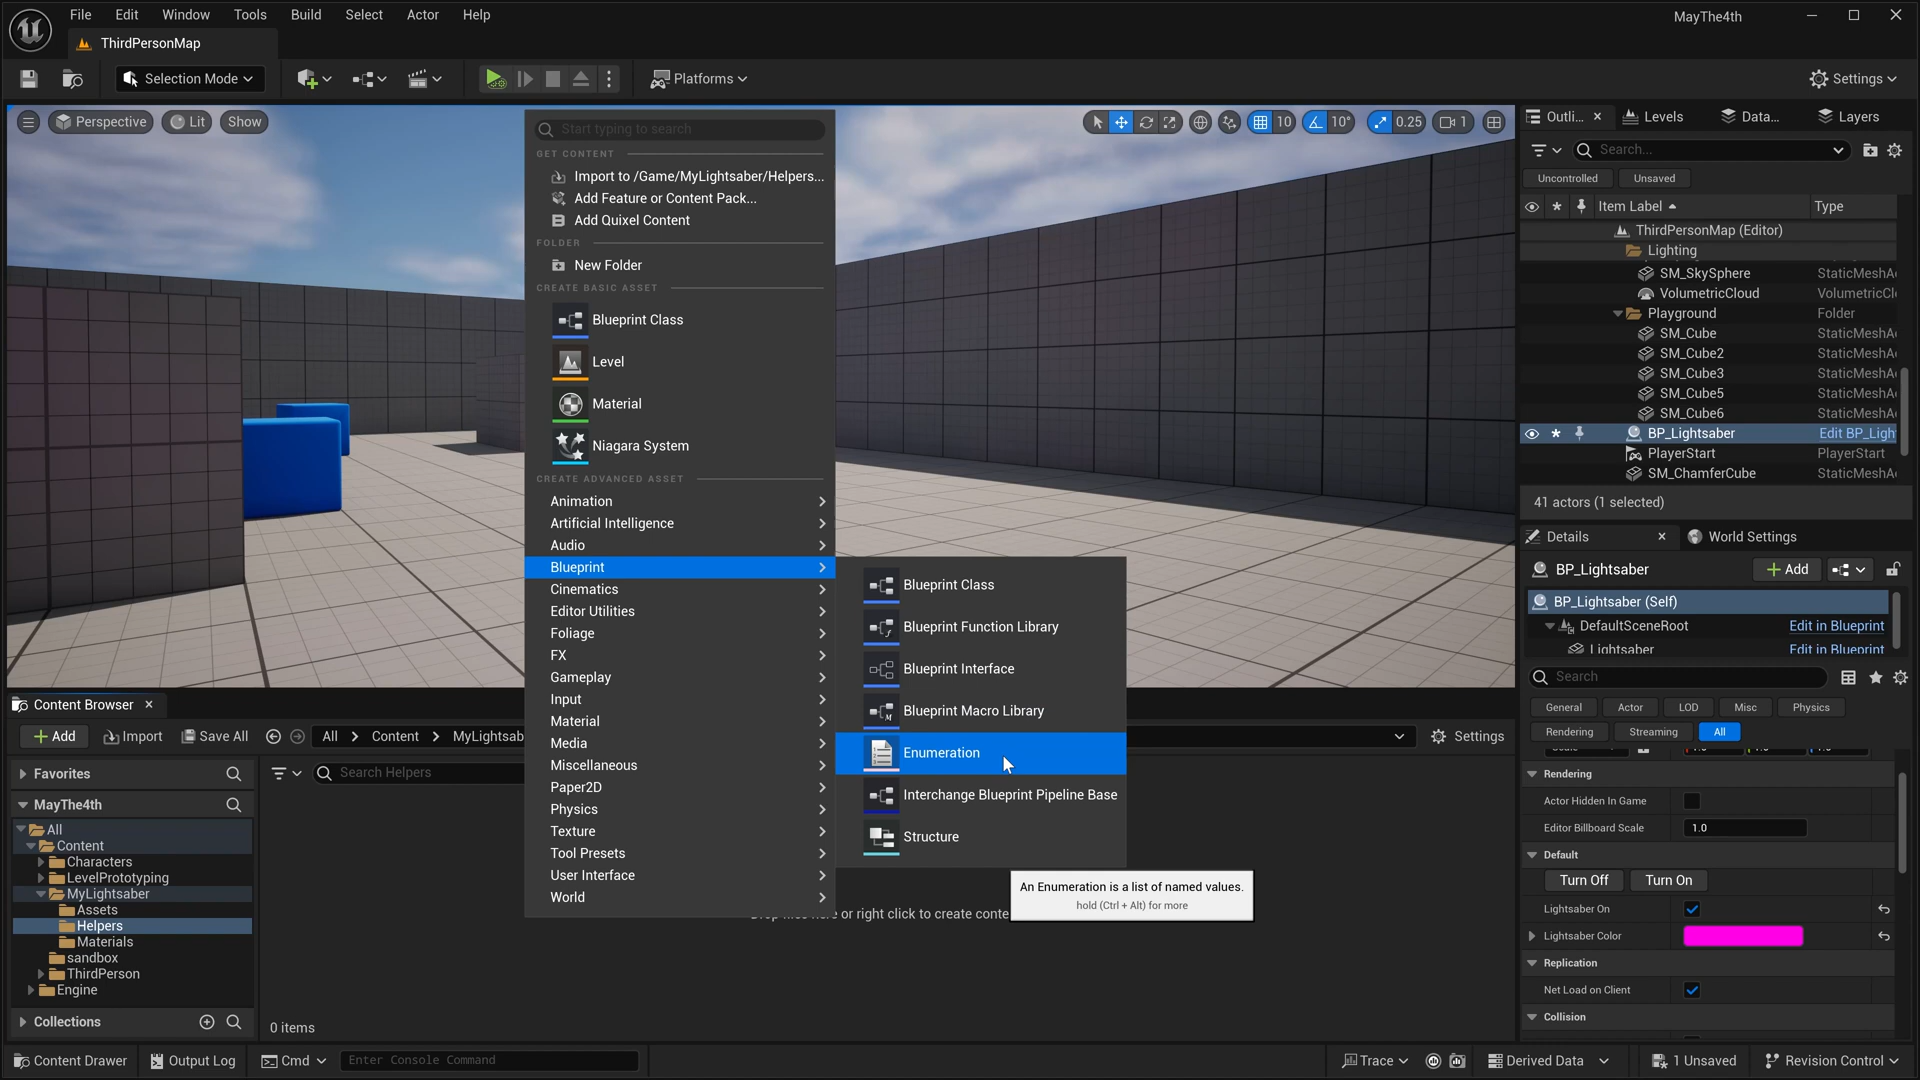 File Edit Window Tools Build Select Actor Help
MayThe4th
ThirdPersonMap
Selection Mode
Platforms
Settings
Perspective
Lit
Show
10
10°
0.25
1
Start typing to search
GET CONTENT
Import to /Game/MyLightsaber/Helpers...
Add Feature or Content Pack...
Add Quixel Content
FOLDER
New Folder
CREATE BASIC ASSET
Blueprint Class
Level
Material
Niagara System
CREATE ADVANCED ASSET
Animation
Artificial Intelligence
Audio
Blueprint
Cinematics
Editor Utilities
Foliage
FX
Gameplay
Input
Material
Media
Miscellaneous
Paper2D
Physics
Texture
Tool Presets
User Interface
World
Blueprint Class
Blueprint Function Library
Blueprint Interface
Blueprint Macro Library
Enumeration
Interchange Blueprint Pipeline Base
Structure
An Enumeration is a list of named values.
hold (Ctrl + Alt) for more
Outli...
Levels
Data...
Layers
Search...
Uncontrolled
Unsaved
Item Label
Type
ThirdPersonMap (Editor)
Lighting
SM_SkySphere StaticMeshA
VolumetricCloud VolumetricCl
Playground Folder
SM_Cube StaticMeshA
SM_Cube2 StaticMeshA
SM_Cube3 StaticMeshA
SM_Cube5 StaticMeshA
SM_Cube6 StaticMeshA
BP_Lightsaber Edit BP_Ligh
PlayerStart PlayerStart
SM_ChamferCube StaticMeshA
41 actors (1 selected)
Details
World Settings
BP_Lightsaber
Add
BP_Lightsaber (Self)
DefaultSceneRoot Edit in Blueprint
Lightsaber Edit in Blueprint
Search
General Actor LOD Misc Physics
Rendering Streaming All
Rendering
Actor Hidden In Game
Editor Billboard Scale 1.0
Default
Turn Off Turn On
Lightsaber On
Lightsaber Color
Replication
Net Load on Client
Collision
Content Browser
Add Import Save All All Content MyLightsab
Settings
Favorites
MayThe4th
All
Content
Characters
LevelPrototyping
MyLightsaber
Assets
Helpers
Materials
sandbox
ThirdPerson
Engine
Collections
Search Helpers
or right click to create conte
0 items
Content Drawer
Output Log
Cmd
Enter Console Command
Trace
Derived Data
1 Unsaved
Revision Control